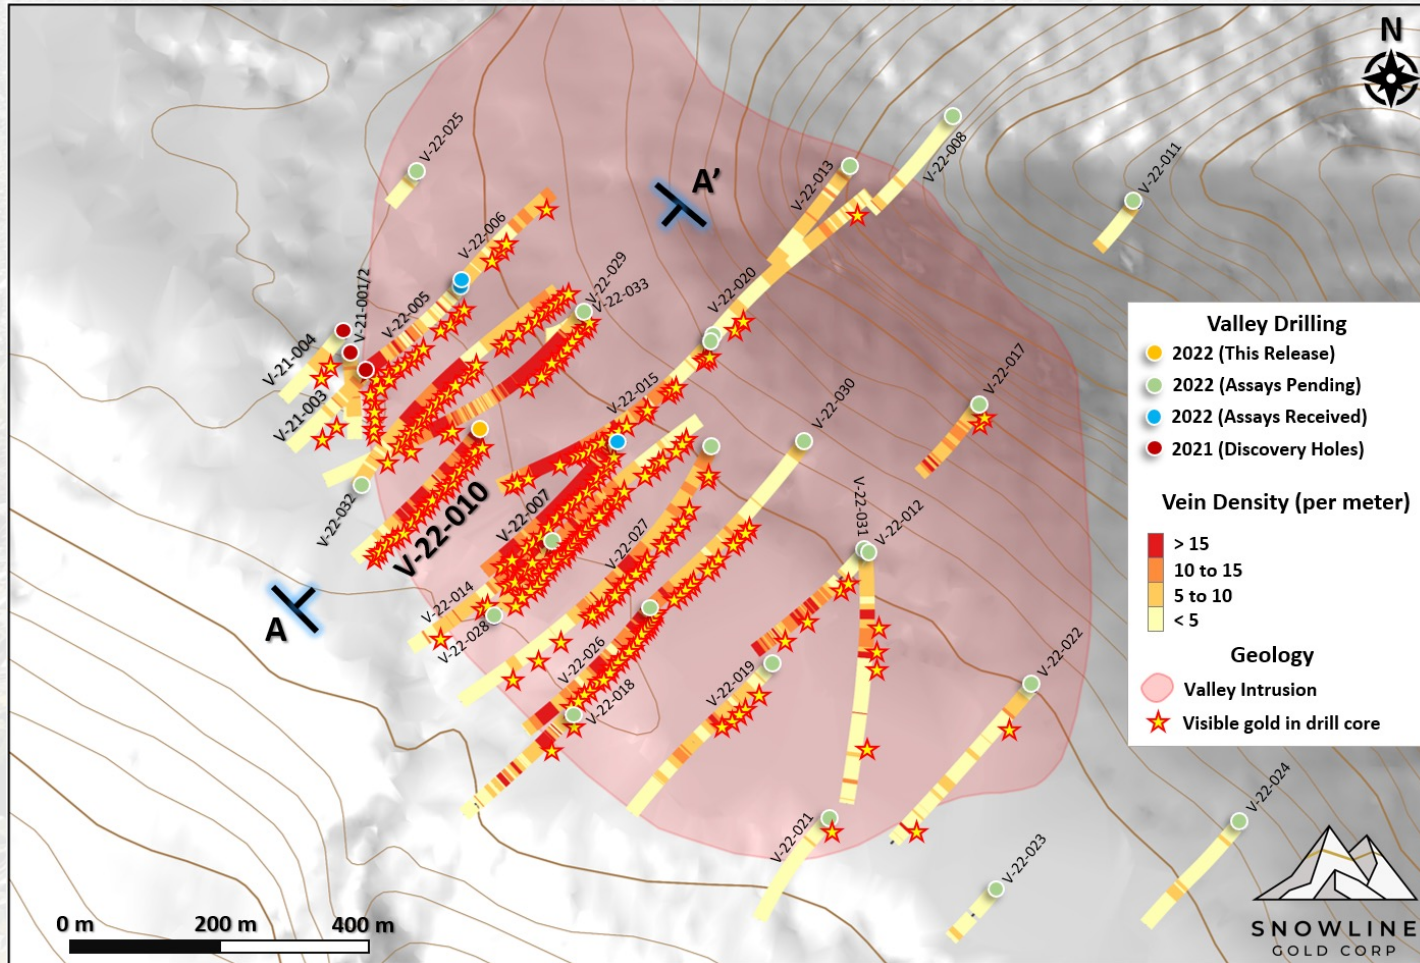 N
V-22-025
V-22-008
V-22-013
V-22-011
A'
V-22-006
V-22-029
V-22-033
V-21-001/2
V-22-005
V-22-020
V-21-004
V-21-003
V-22-015
V-22-030
V-22-017
V-22-032
V-22-010
V-22-007
V-22-027
V-22-031
V-22-012
V-22-014
V-22-028
A
V-22-026
V-22-018
V-22-019
V-22-022
V-22-021
V-22-023
V-22-024
Valley Drilling
2022 (This Release)
2022 (Assays Pending)
2022 (Assays Received)
2021 (Discovery Holes)
Vein Density (per meter)
> 15
10 to 15
5 to 10
< 5
Geology
Valley Intrusion
Visible gold in drill core
0 m 200 m 400 m
SNOWLINE
GOLD CORP